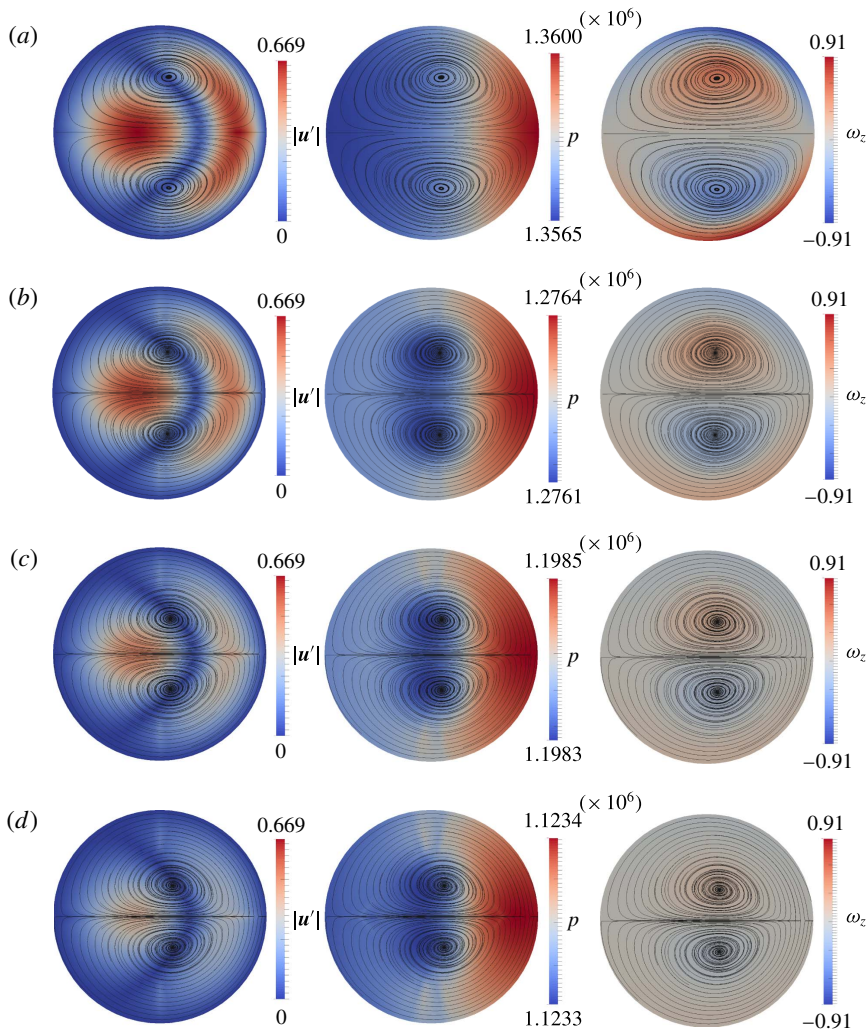 (a) 0.669 |u′| 0 1.3600 (× 10⁶) p 1.3565 0.91 ω_z −0.91
(b) 0.669 |u′| 0 1.2764 (× 10⁶) p 1.2761 0.91 ω_z −0.91
(c) 0.669 |u′| 0 1.1985 (× 10⁶) p 1.1983 0.91 ω_z −0.91
(d) 0.669 |u′| 0 1.1234 (× 10⁶) p 1.1233 0.91 ω_z −0.91